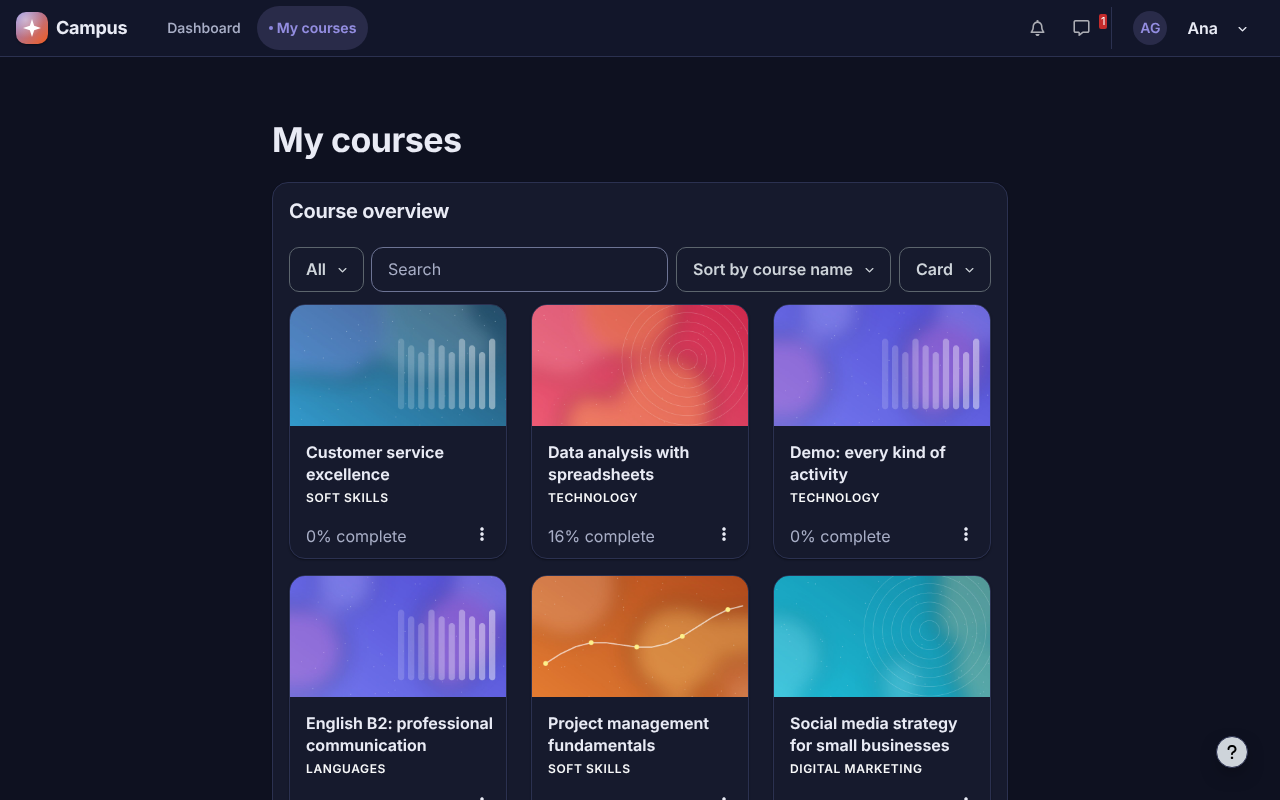 Campus
Dashboard
My courses
1
AG
Ana
My courses
Course overview
All
Search
Sort by course name
Card
Customer service
excellence
SOFT SKILLS
0% complete
Data analysis with
spreadsheets
TECHNOLOGY
16% complete
Demo: every kind of
activity
TECHNOLOGY
0% complete
English B2: professional
communication
LANGUAGES
Project management
fundamentals
SOFT SKILLS
Social media strategy
for small businesses
DIGITAL MARKETING
?